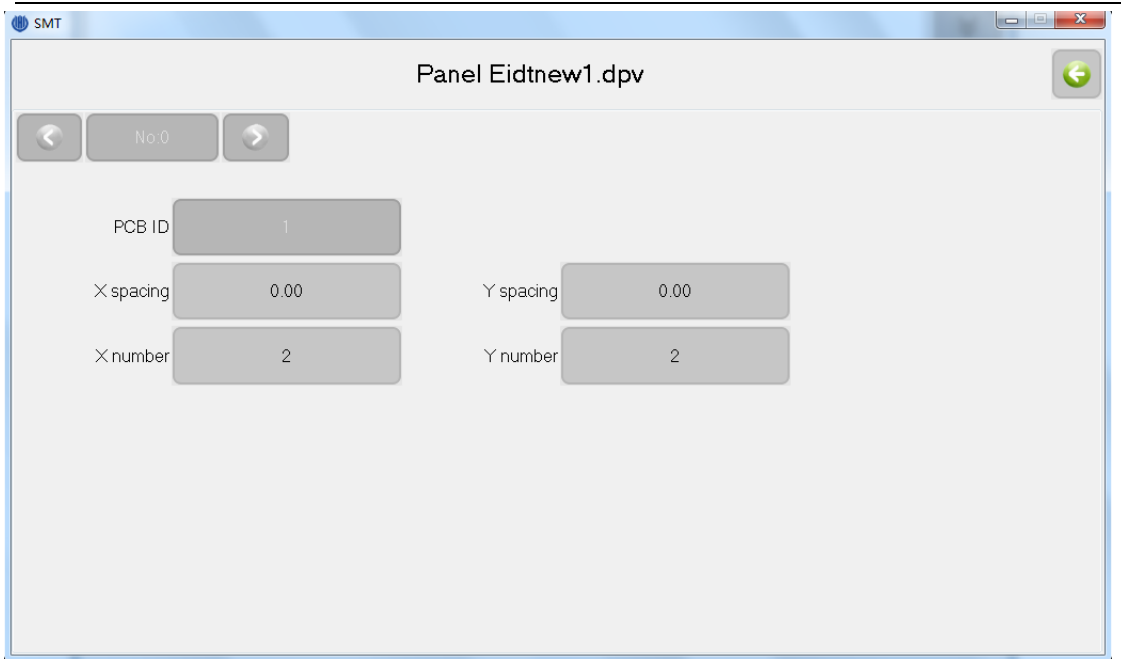 SMT
Panel Eidtnew1.dpv
No:0
PCB ID 1
X spacing 0.00 Y spacing 0.00
X number 2 Y number 2